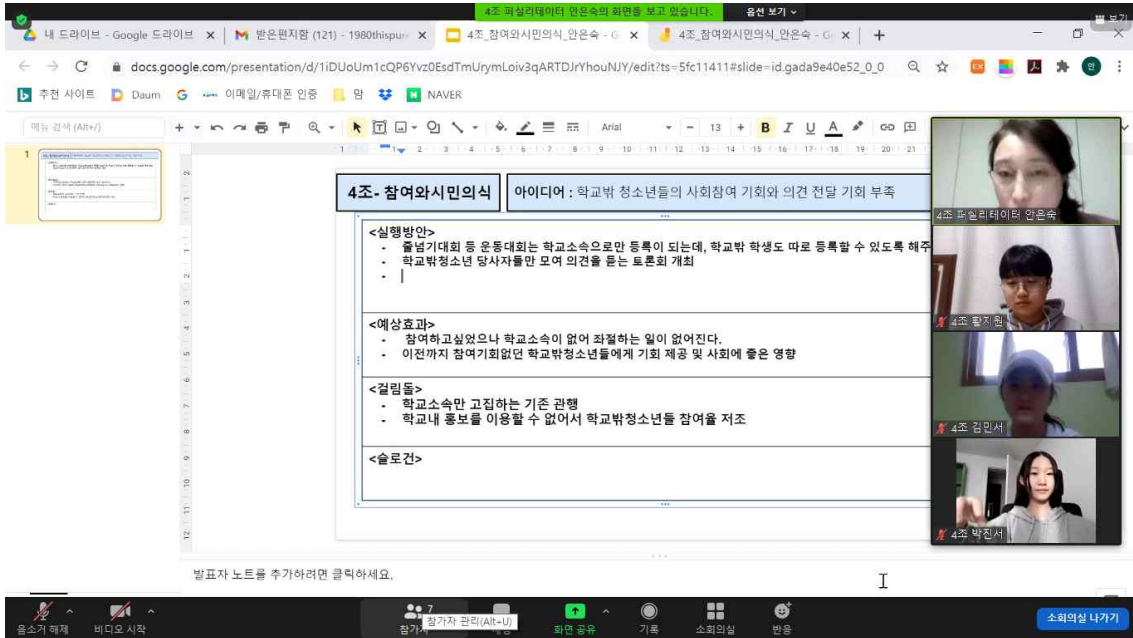 4조 퍼실리테이터 안은숙의 화면을 보고 있습니다. 옵션 보기
보기
내 드라이브 - Google 드라이브
받은편지함 (121) - 1980thispur
4조_참여와시민의식_안은숙 - G
4조_참여와시민의식_안은숙 - G
docs.google.com/presentation/d/1iDUoUm1cQP6Yvz0EsdTmUrymLoiv3qARTDJrYhouNJY/edit?ts=5fc11411#slide=id.gada9e40e52_0_0
추천 사이트 Daum 이메일/휴대폰 인증 맘 NAVER
메뉴 검색 (Alt+/) Arial 13 B I U A
1
4조- 참여와시민의식
아이디어 : 학교밖 청소년들의 사회참여 기회와 의견 전달 기회 부족
<실행방안>
- 줄넘기대회 등 운동대회는 학교소속으로만 등록이 되는데, 학교밖 학생도 따로 등록할 수 있도록 해주
- 학교밖청소년 당사자들만 모여 의견을 듣는 토론회 개최
-
<예상효과>
- 참여하고싶었으나 학교소속이 없어 좌절하는 일이 없어진다.
- 이전까지 참여기회없던 학교밖청소년들에게 기회 제공 및 사회에 좋은 영향
<걸림돌>
- 학교소속만 고집하는 기존 관행
- 학교내 홍보를 이용할 수 없어서 학교밖청소년들 참여율 저조
<슬로건>
4조 퍼실리테이터 안은숙
4조 황지원
4조 김민서
4조 박진서
발표자 노트를 추가하려면 클릭하세요.
7
참가자 관리(Alt+U)
음소거 해제 비디오 시작 화면 공유 기록 소회의실 반응
소회의실 나가기